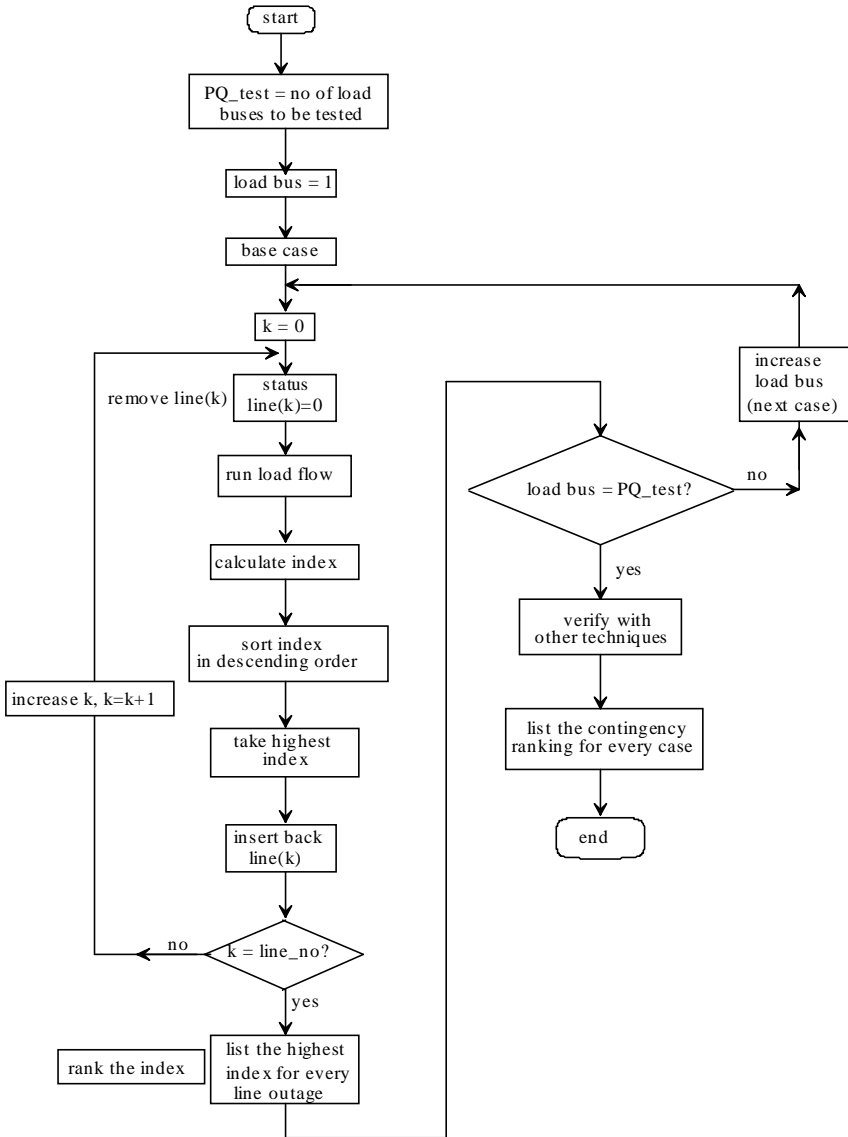 start
PQ_test = no of load
buses to be tested
load bus = 1
base case
k = 0
remove line(k)
status
line(k)=0
run load flow
calculate index
sort index
in descending order
increase k, k=k+1
take highest
index
insert back
line(k)
k = line_no?
no
yes
rank the index
list the highest
index for every
line outage
increase
load bus
(next case)
load bus = PQ_test?
no
yes
verify with
other techniques
list the contingency
ranking for every case
end